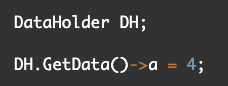 DataHolder DH;
DH.GetData()->a = 4;